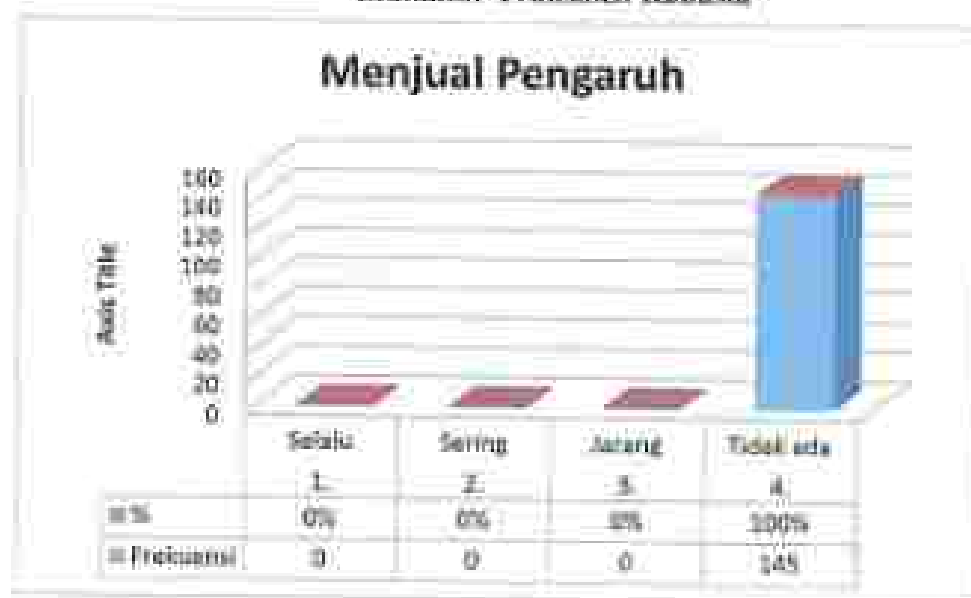 Menjual Pengaruh
160
140
120
100
80
60
40
20
0
Axis Title
Selalu Sering Jarang Tidak ada
1. 2. 3. 4.
% 0% 0% 0% 100%
Frekuensi 0 0 0 145